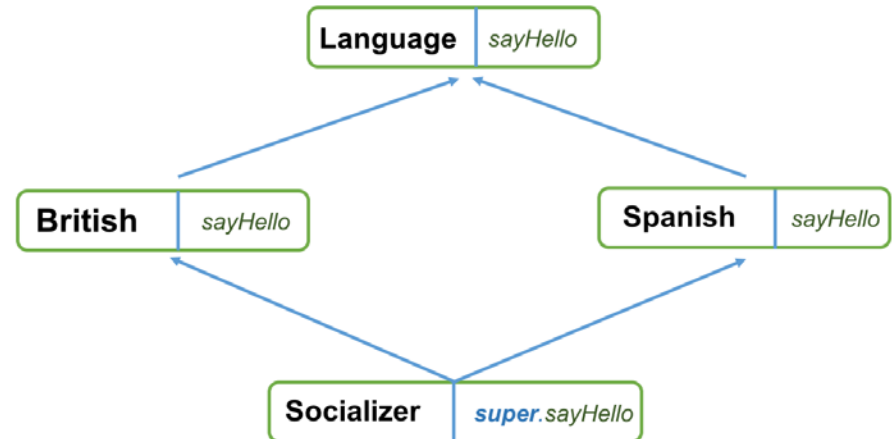 Language sayHello
British sayHello
Spanish sayHello
Socializer super.sayHello